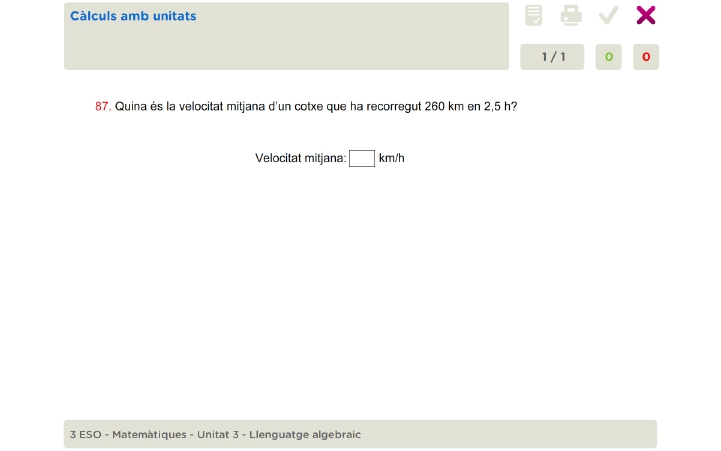 Càlculs amb unitats
1 / 1
0
0
87. Quina és la velocitat mitjana d'un cotxe que ha recorregut 260 km en 2,5 h?
Velocitat mitjana: km/h
3 ESO - Matemàtiques - Unitat 3 - Llenguatge algebraic